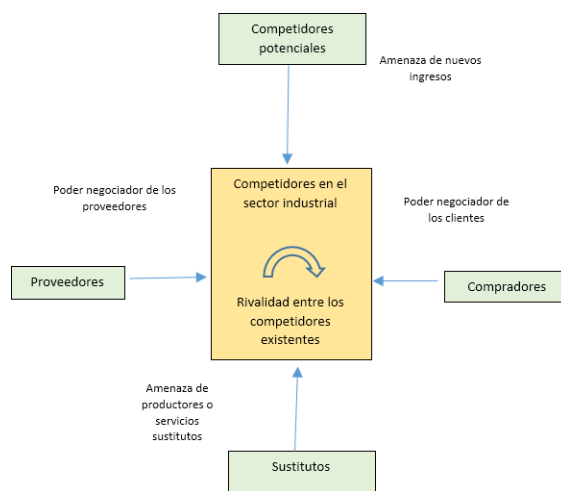 Competidores
potenciales
Amenaza de nuevos
ingresos
Poder negociador de los
proveedores
Competidores en el
sector industrial
Poder negociador de
los clientes
Proveedores
Rivalidad entre los
competidores
existentes
Compradores
Amenaza de
productores o
servicios
sustitutos
Sustitutos